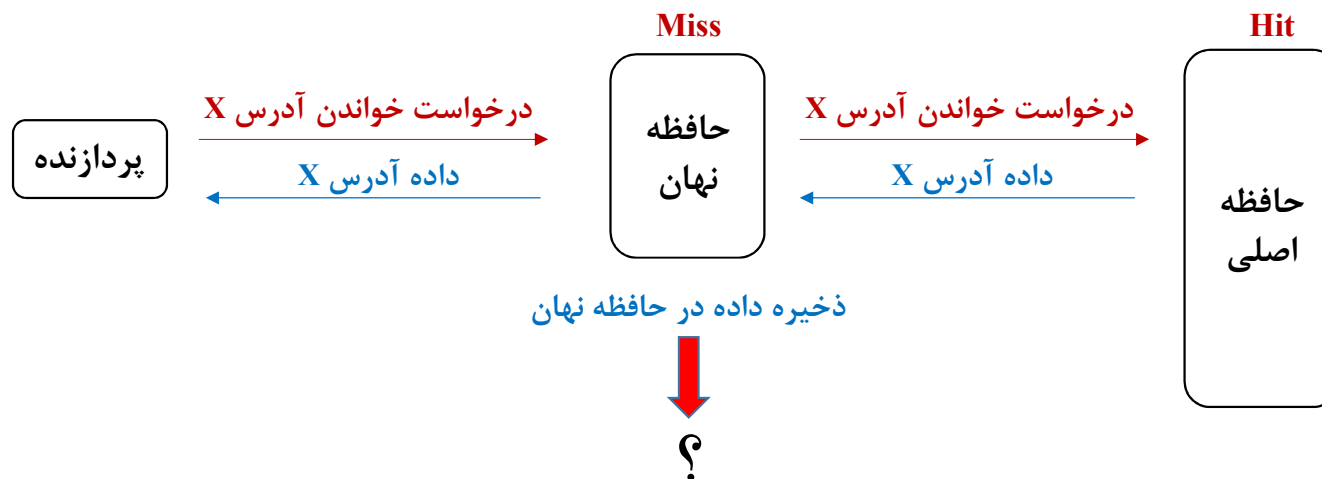 Miss
Hit
درخواست خواندن آدرس X
درخواست خواندن آدرس X
پردازنده
حافظه
نهان
داده آدرس X
داده آدرس X
حافظه
اصلی
ذخیره داده در حافظه نهان
؟